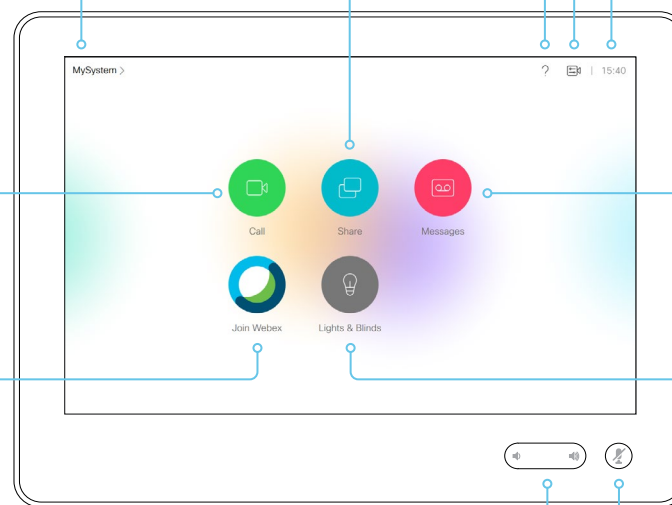 MySystem >
? | 15:40
Call
Share
Messages
Join Webex
Lights & Blinds